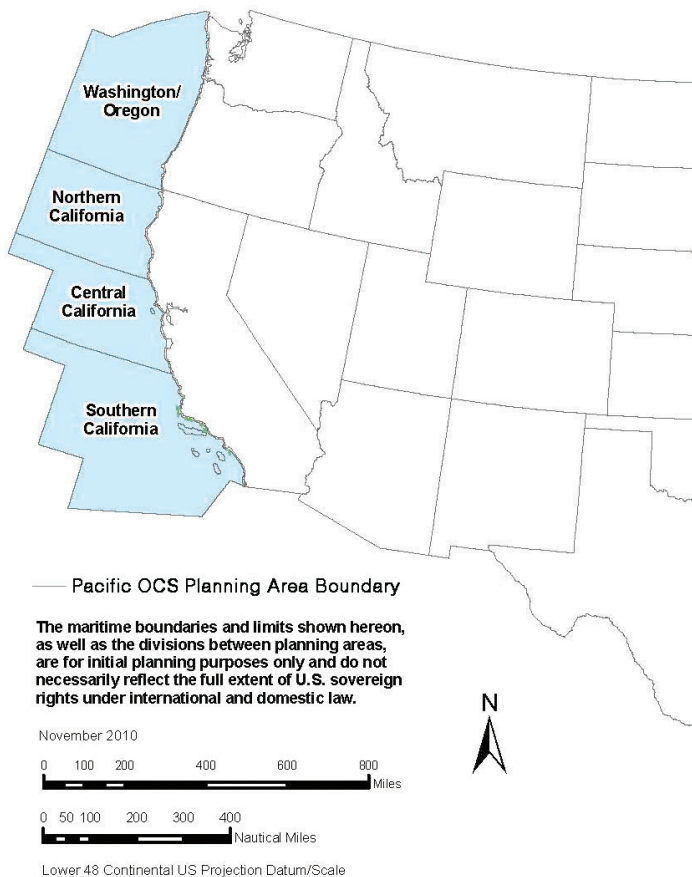 Washington/
Oregon
Northern
California
Central
California
Southern
California
Pacific OCS Planning Area Boundary
The maritime boundaries and limits shown hereon,
as well as the divisions between planning areas,
are for initial planning purposes only and do not
necessarily reflect the full extent of U.S. sovereign
rights under international and domestic law.
N
November 2010
0 100 200 400 600 800
Miles
0 50 100 200 300 400
Nautical Miles
Lower 48 Continental US Projection Datum/Scale